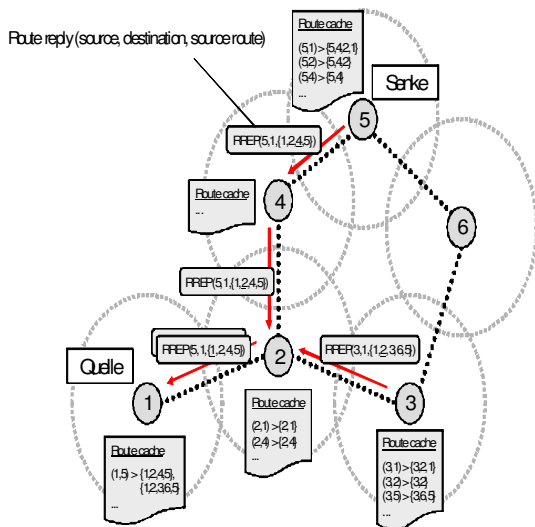 Route reply (source, destination, source route)
Route cache
(5,1) > {5,4,2,1}
(5,2) > {5,4,2}
(5,4) > {5,4}
...
Senke
5
RREP(5,1,{1,2,4,5})
Route cache
...
4
6
RREP(5,1,{1,2,4,5})
RREP(5,1,{1,2,4,5})
2
RREP(3,1,{1,2,3,6,5})
Quelle
1
3
Route cache
(2,1) > {2,1}
(2,4) > {2,4}
...
Route cache
(1,5) > {1,2,4,5},
{1,2,3,6,5}
...
Route cache
(3,1) > {3,2,1}
(3,2) > {3,2}
(3,5) > {3,6,5}
...